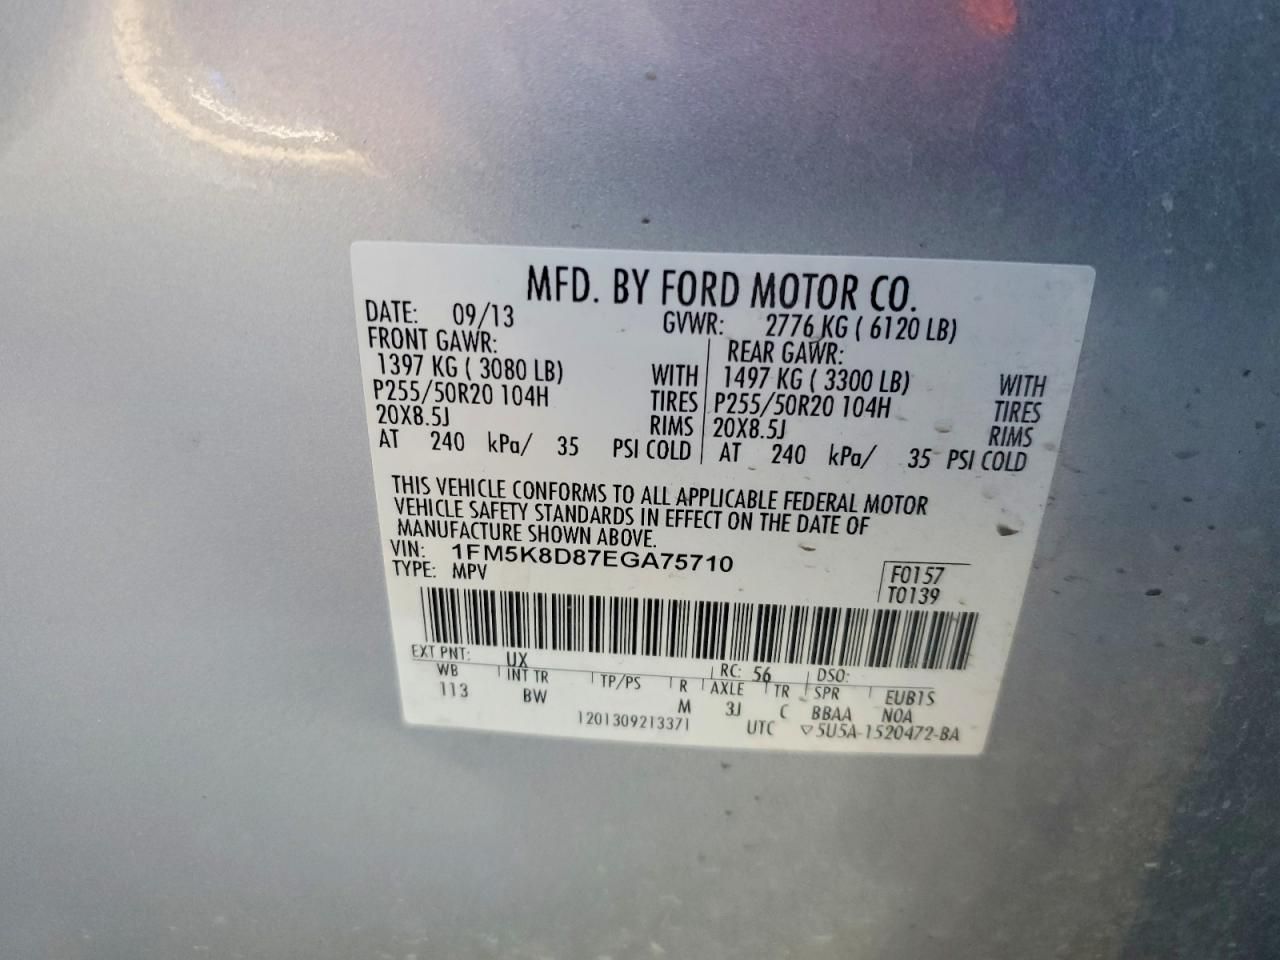 MFD. BY FORD MOTOR CO.
DATE: 09/13 GVWR: 2776 KG ( 6120 LB)
FRONT GAWR: REAR GAWR:
1397 KG ( 3080 LB) WITH 1497 KG ( 3300 LB) WITH
P255/50R20 104H TIRES P255/50R20 104H TIRES
20X8.5J RIMS 20X8.5J RIMS
AT 240 kPa/ 35 PSI COLD AT 240 kPa/ 35 PSI COLD
THIS VEHICLE CONFORMS TO ALL APPLICABLE FEDERAL MOTOR
VEHICLE SAFETY STANDARDS IN EFFECT ON THE DATE OF
MANUFACTURE SHOWN ABOVE.
VIN: 1FM5K8D87EGA75710
TYPE: MPV F0157
T0139
EXT PNT: UX RC: 56 DSO:
WB INT TR TP/PS R AXLE TR SPR EUB1S
113 BW M 3J C BBAA NOA
1201309213371 UTC ▽5U5A-1520472-BA